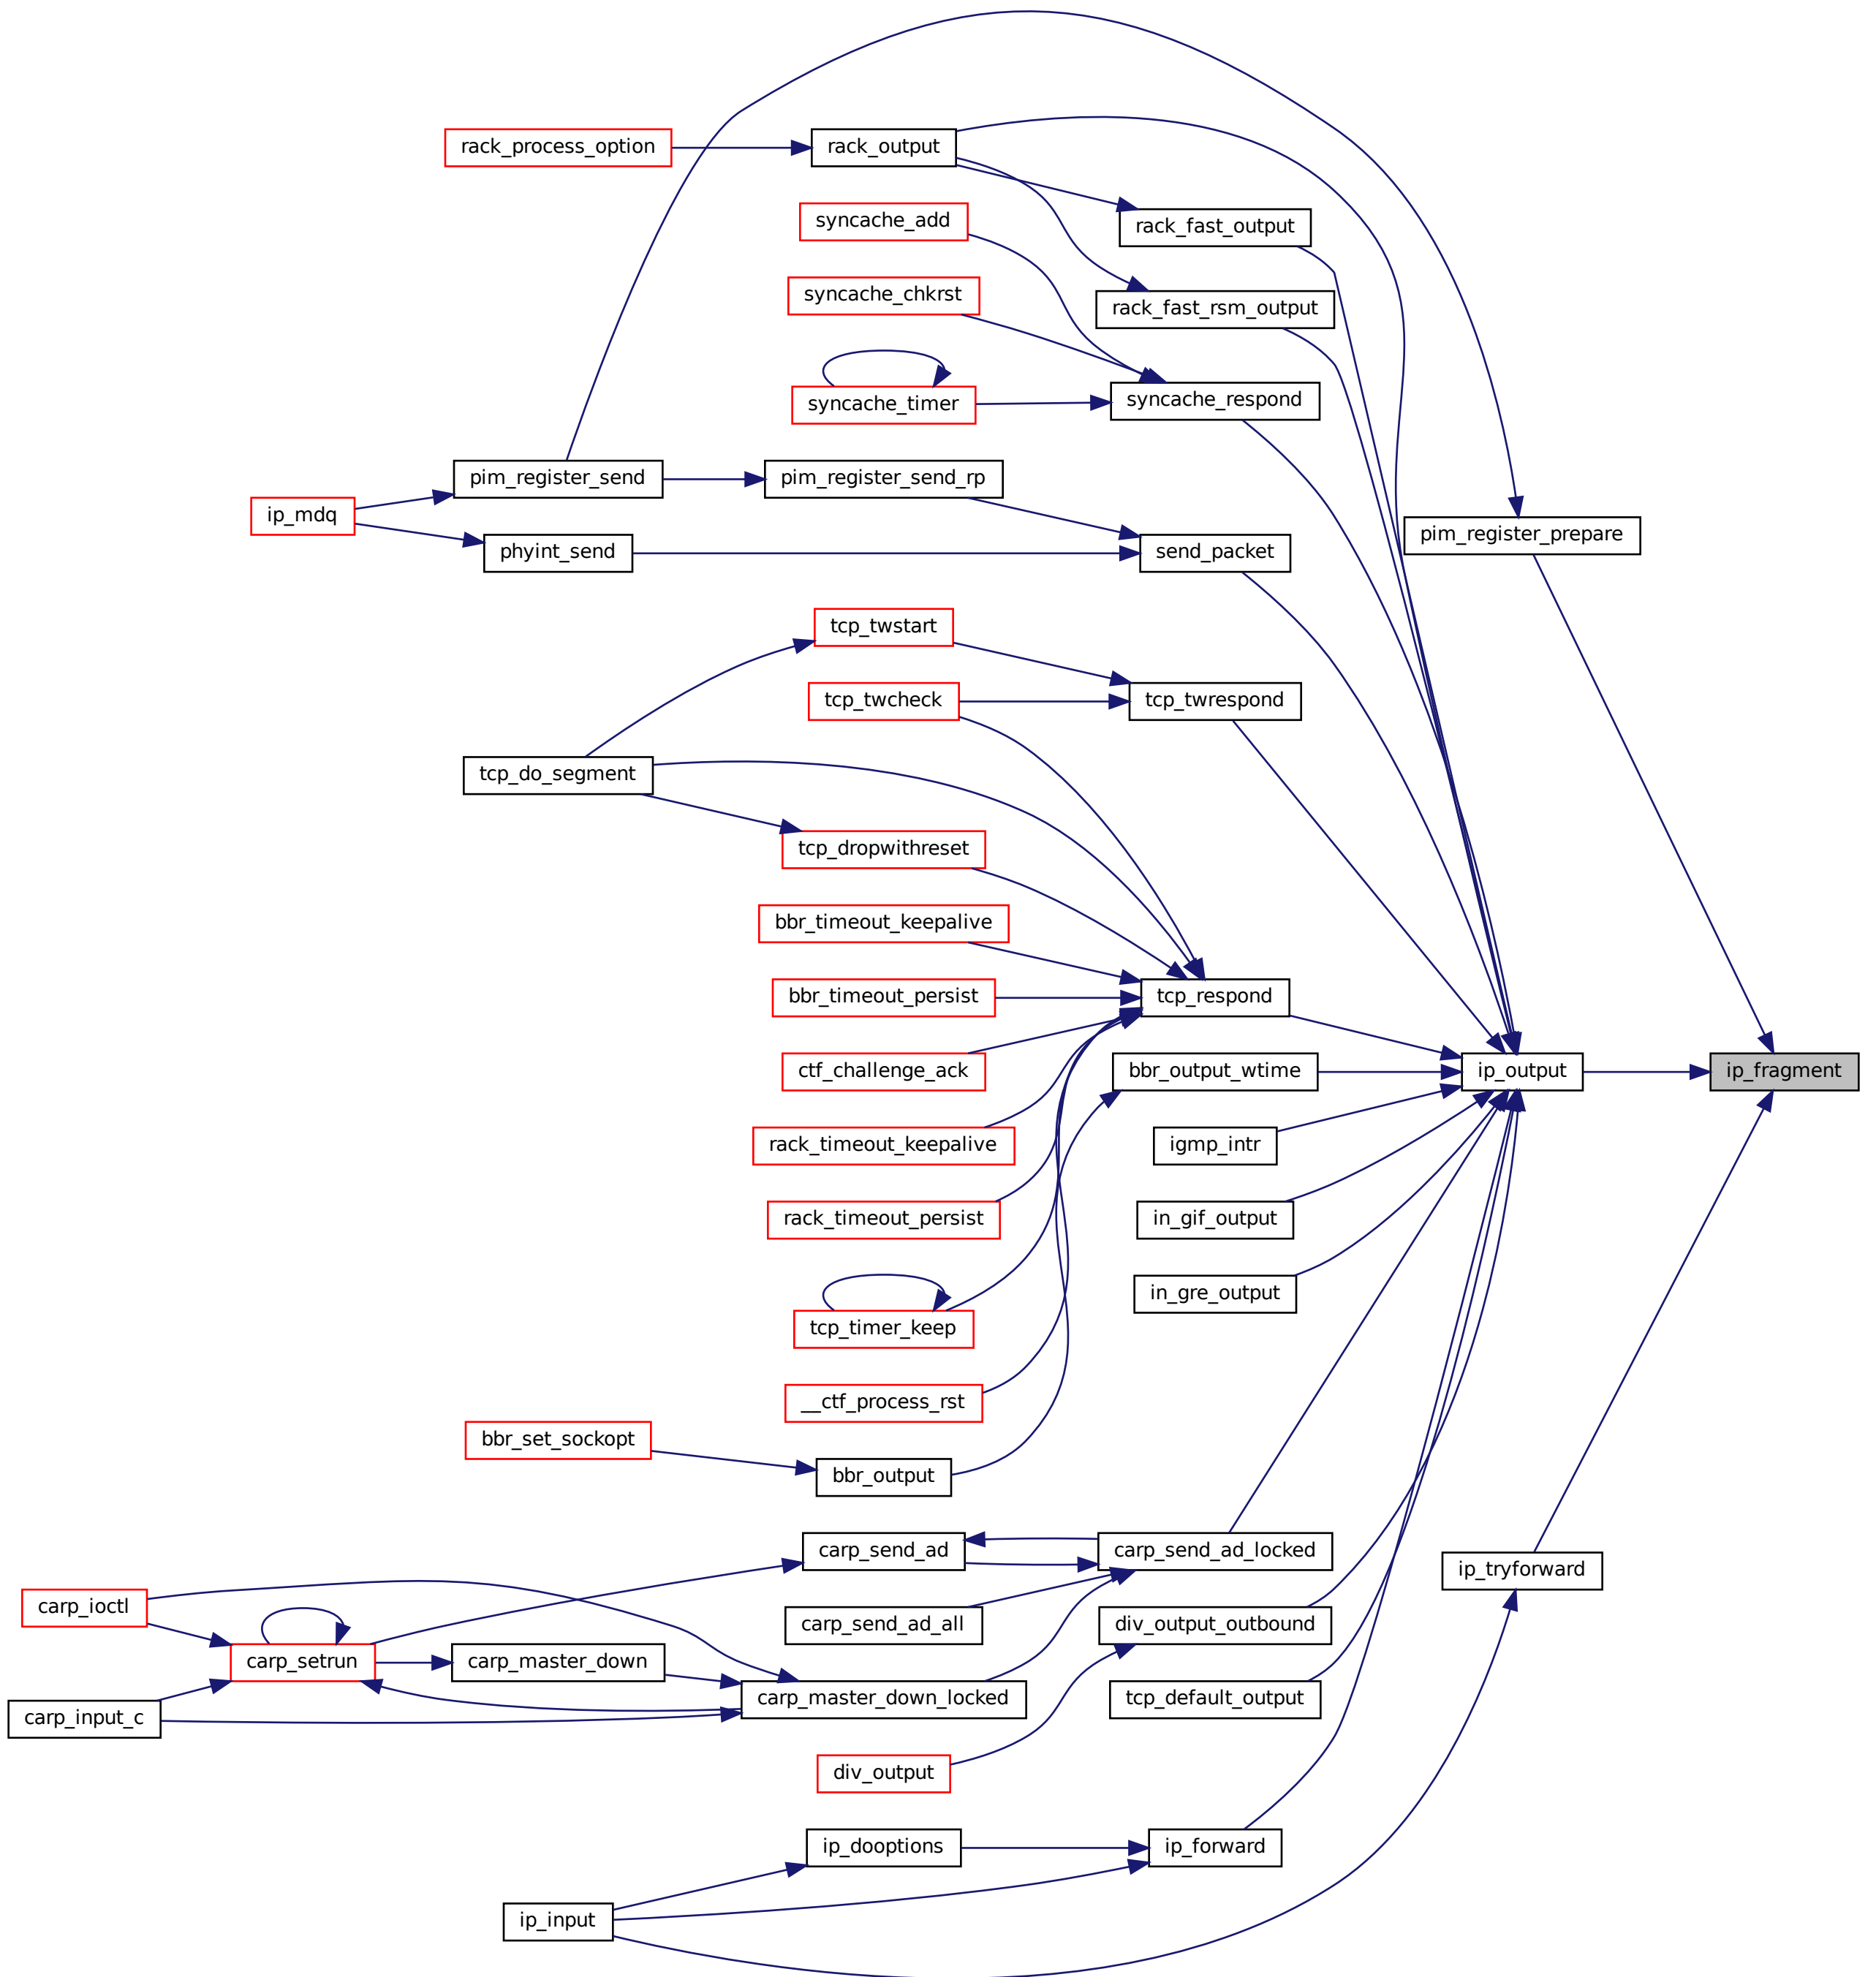 rack_process_option
rack_output
syncache_add
rack_fast_output
syncache_chkrst
rack_fast_rsm_output
syncache_timer
syncache_respond
pim_register_send
pim_register_send_rp
ip_mdq
pim_register_prepare
phyint_send
send_packet
tcp_twstart
tcp_twcheck
tcp_twrespond
tcp_do_segment
tcp_dropwithreset
bbr_timeout_keepalive
bbr_timeout_persist
tcp_respond
ctf_challenge_ack
bbr_output_wtime
ip_output
ip_fragment
rack_timeout_keepalive
igmp_intr
rack_timeout_persist
in_gif_output
in_gre_output
tcp_timer_keep
__ctf_process_rst
bbr_set_sockopt
bbr_output
carp_send_ad
carp_send_ad_locked
ip_tryforward
carp_ioctl
carp_send_ad_all
div_output_outbound
carp_setrun
carp_master_down
carp_master_down_locked
tcp_default_output
carp_input_c
div_output
ip_dooptions
ip_forward
ip_input